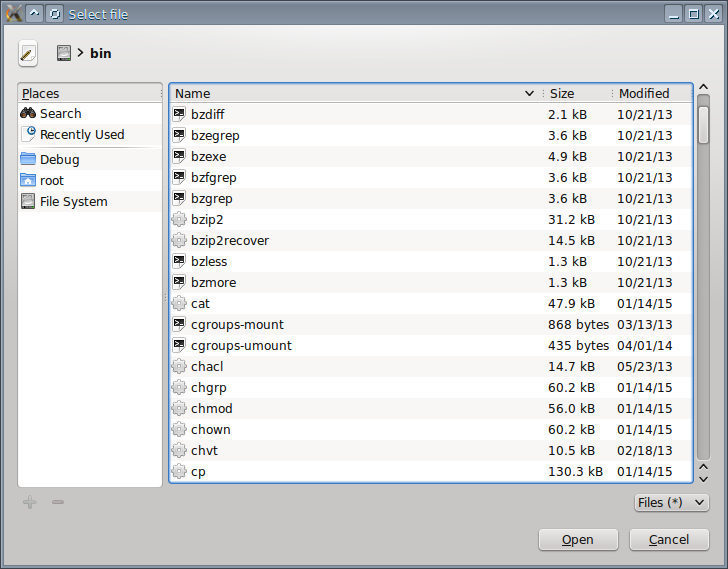 Select file
bin
Places
Search
Recently Used
Debug
root
File System
Name Size Modified
bzdiff 2.1 kB 10/21/13
bzegrep 3.6 kB 10/21/13
bzexe 4.9 kB 10/21/13
bzfgrep 3.6 kB 10/21/13
bzgrep 3.6 kB 10/21/13
bzip2 31.2 kB 10/21/13
bzip2recover 14.5 kB 10/21/13
bzless 1.3 kB 10/21/13
bzmore 1.3 kB 10/21/13
cat 47.9 kB 01/14/15
cgroups-mount 868 bytes 03/13/13
cgroups-umount 435 bytes 04/01/14
chacl 14.7 kB 05/23/13
chgrp 60.2 kB 01/14/15
chmod 56.0 kB 01/14/15
chown 60.2 kB 01/14/15
chvt 10.5 kB 02/18/13
cp 130.3 kB 01/14/15
Files (*)
Open Cancel